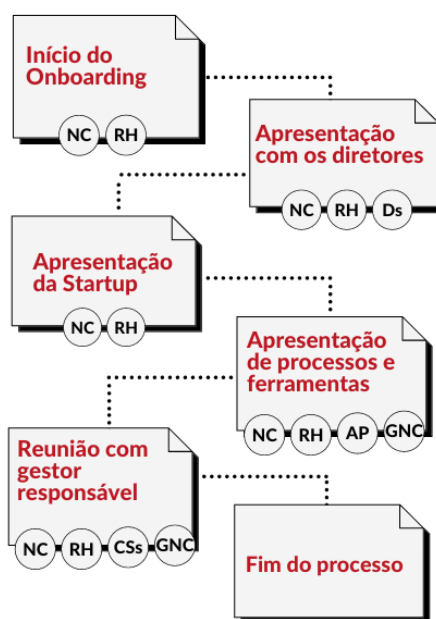 Início do
Onboarding
NC RH
Apresentação
com os diretores
NC RH Ds
Apresentação
da Startup
NC RH
Apresentação
de processos e
ferramentas
NC RH AP GNC
Reunião com
gestor
responsável
NC RH CSs GNC
Fim do processo